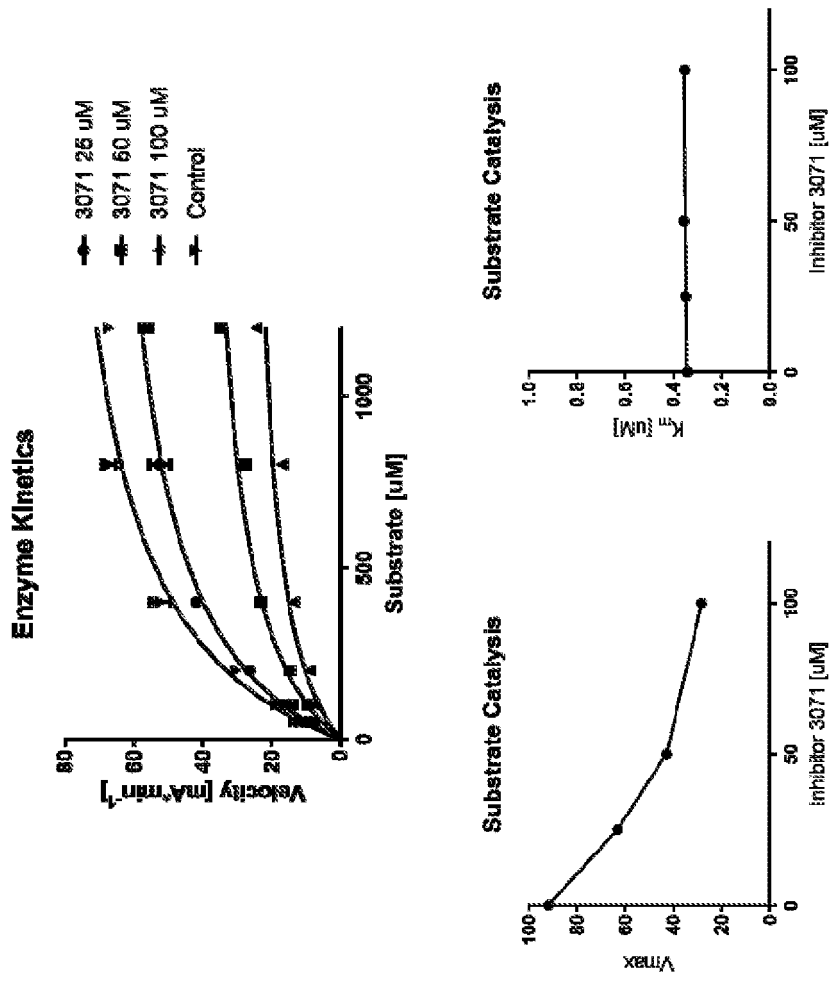 Enzyme Kinetics
80
60
40
20
0
Velocity [mA*min-1]
0
500
1000
Substrate [uM]
3071 25 uM
3071 50 uM
3071 100 uM
Control
Substrate Catalysis
100
80
60
40
20
0
Vmax
0
50
100
Inhibitor 3071 [uM]
Substrate Catalysis
1.0
0.8
0.6
0.4
0.2
0.0
Km [uM]
0
50
100
Inhibitor 3071 [uM]